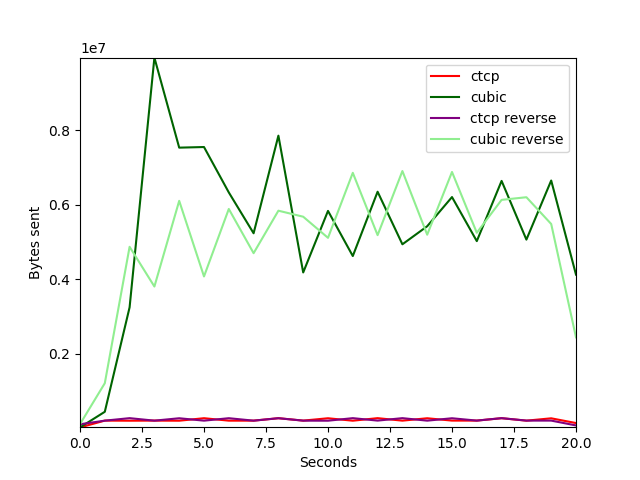 1e7
ctcp
cubic
ctcp reverse
cubic reverse
0.8
0.6
0.4
0.2
Bytes sent
0.0 2.5 5.0 7.5 10.0 12.5 15.0 17.5 20.0
Seconds